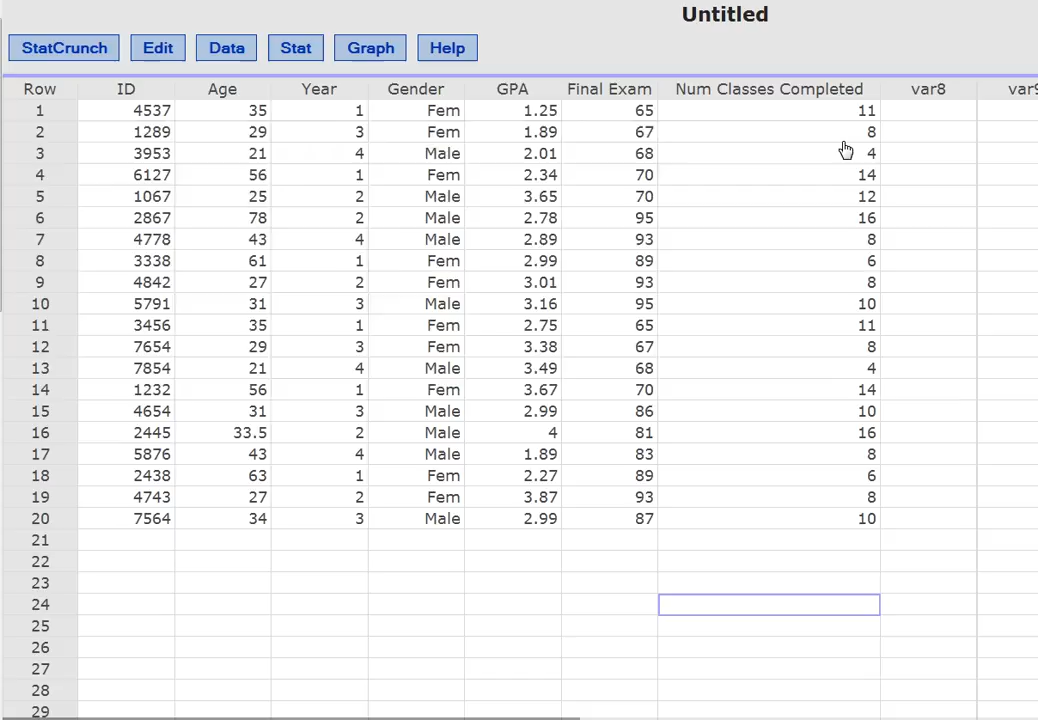 Untitled
StatCrunch Edit Data Stat Graph Help
Row ID Age Year Gender GPA Final Exam Num Classes Completed var8 var9
1 4537 35 1 Fem 1.25 65 11
2 1289 29 3 Fem 1.89 67 8
3 3953 21 4 Male 2.01 68 4
4 6127 56 1 Fem 2.34 70 14
5 1067 25 2 Male 3.65 70 12
6 2867 78 2 Male 2.78 95 16
7 4778 43 4 Male 2.89 93 8
8 3338 61 1 Fem 2.99 89 6
9 4842 27 2 Fem 3.01 93 8
10 5791 31 3 Male 3.16 95 10
11 3456 35 1 Fem 2.75 65 11
12 7654 29 3 Fem 3.38 67 8
13 7854 21 4 Male 3.49 68 4
14 1232 56 1 Fem 3.67 70 14
15 4654 31 3 Male 2.99 86 10
16 2445 33.5 2 Male 4 81 16
17 5876 43 4 Male 1.89 83 8
18 2438 63 1 Fem 2.27 89 6
19 4743 27 2 Fem 3.87 93 8
20 7564 34 3 Male 2.99 87 10
21
22
23
24
25
26
27
28
29